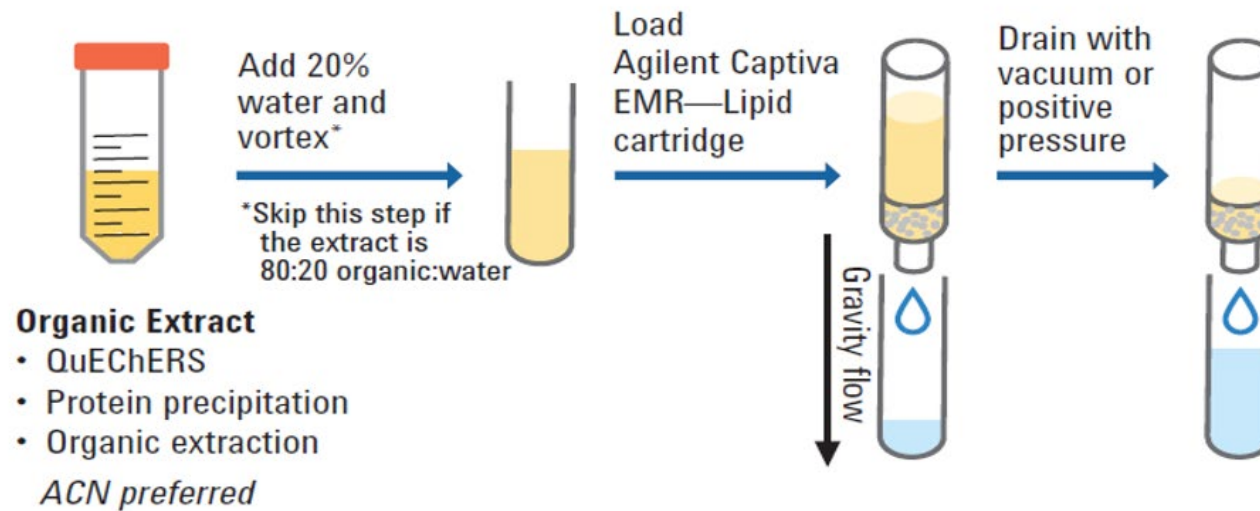 Add 20%
water and
vortex*
*Skip this step if
the extract is
80:20 organic:water
Load
Agilent Captiva
EMR—Lipid
cartridge
Drain with
vacuum or
positive
pressure
Gravity flow
Organic Extract
• QuEChERS
• Protein precipitation
• Organic extraction
ACN preferred